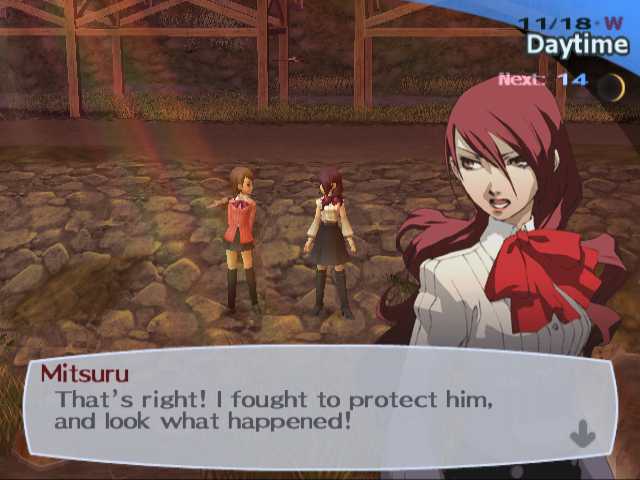 11/18・W
Daytime
Next: 14
Mitsuru
That's right! I fought to protect him,
and look what happened!